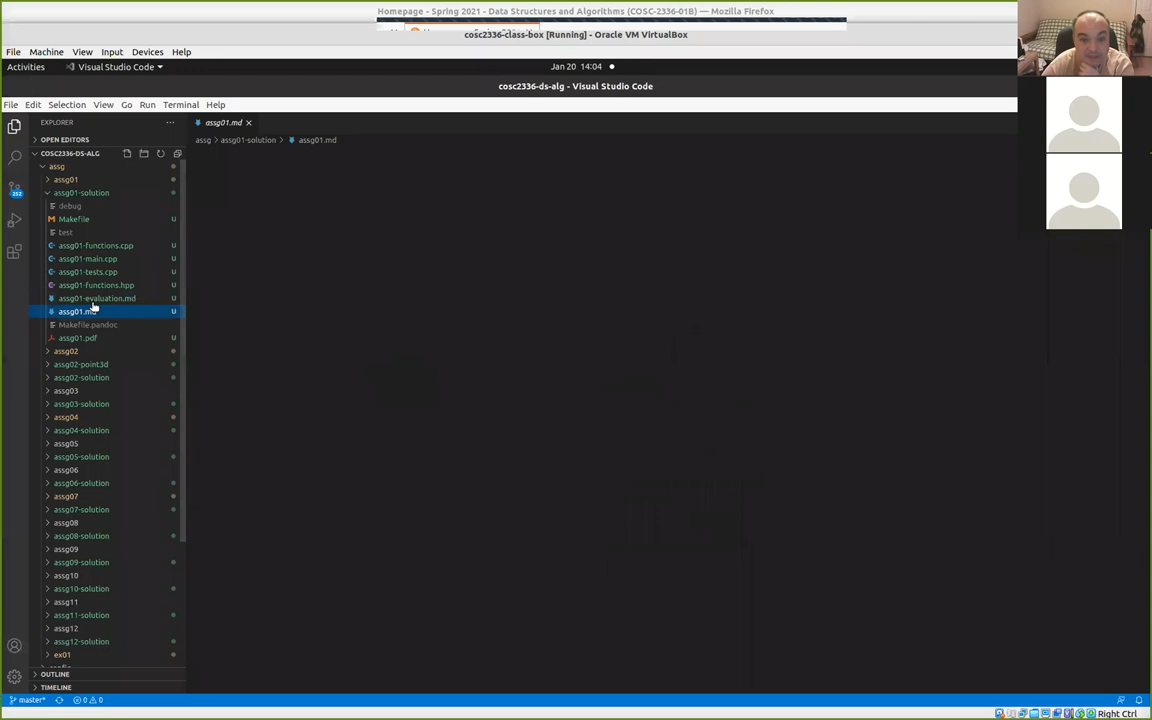 Homepage - Spring 2021 - Data Structures and Algorithms (COSC-2336-01B) — Mozilla Firefox
cosc2336-class-box [Running] - Oracle VM VirtualBox
File Machine View Input Devices Help
Activities Visual Studio Code Jan 20 14:04
cosc2336-ds-alg - Visual Studio Code
File Edit Selection View Go Run Terminal Help
EXPLORER ... assg01.md
OPEN EDITORS assg > assg01-solution > assg01.md
COSC2336-DS-ALG
assg
assg01
252 assg01-solution
debug
Makefile U
test
assg01-functions.cpp U
assg01-main.cpp U
assg01-tests.cpp U
assg01-functions.hpp U
assg01-evaluation.md U
assg01.md U
Makefile.pandoc
assg01.pdf U
assg02
assg02-point3d
assg02-solution
assg03
assg03-solution
assg04
assg04-solution
assg05
assg05-solution
assg06
assg06-solution
assg07
assg07-solution
assg08
assg08-solution
assg09
assg09-solution
assg10
assg10-solution
assg11
assg11-solution
assg12
assg12-solution
ex01
OUTLINE
TIMELINE
master* 0 0
Right Ctrl